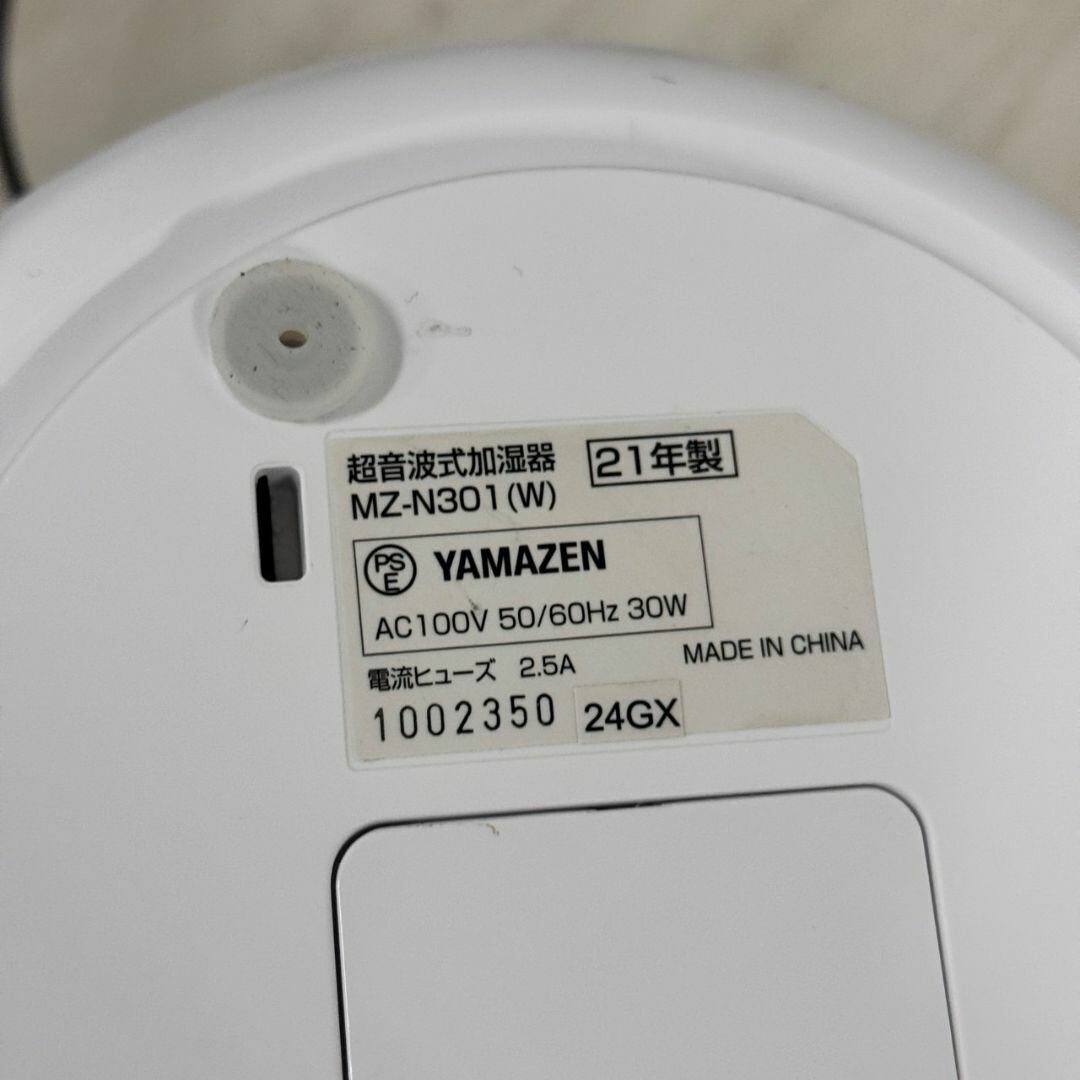 超音波式加湿器 21年製
MZ-N301(W)
PSE YAMAZEN
AC100V 50/60Hz 30W
電流ヒューズ 2.5A MADE IN CHINA
1002350 24GX